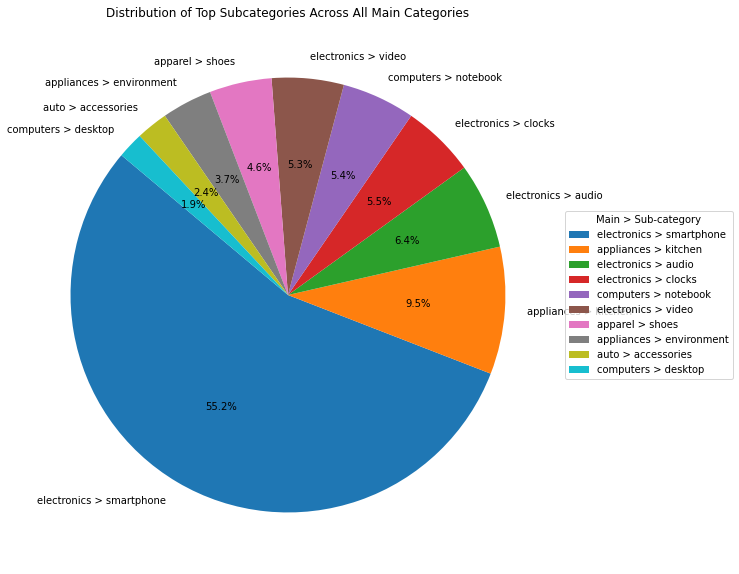 Distribution of Top Subcategories Across All Main Categories
electronics > video
apparel > shoes
computers > notebook
appliances > environment
auto > accessories
electronics > clocks
computers > desktop
5.3%
4.6%
5.4%
3.7%
2.4%
5.5%
1.9%
electronics > audio
6.4%
9.5%
55.2%
electronics > smartphone
Main > Sub-category
electronics > smartphone
appliances > kitchen
electronics > audio
electronics > clocks
computers > notebook
electronics > video
apparel > shoes
appliances > environment
auto > accessories
computers > desktop